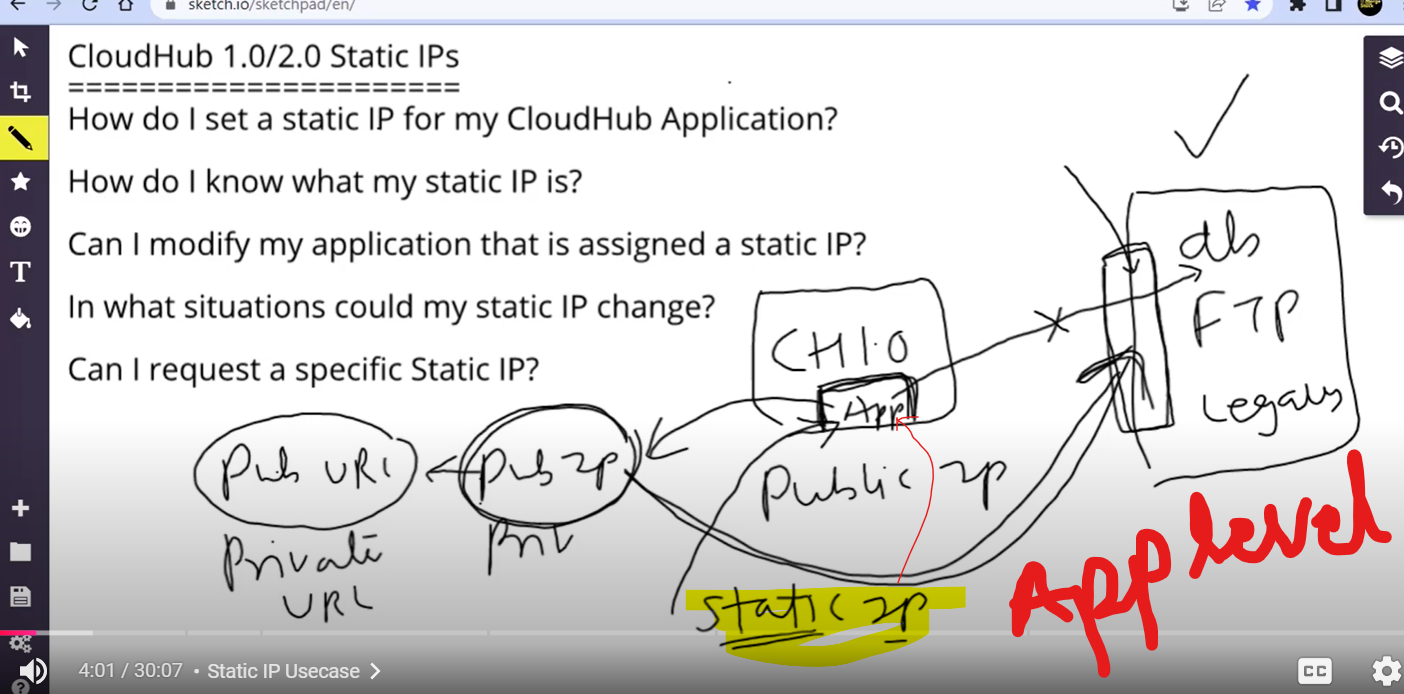 sketch.io/sketchpad/en/
CloudHub 1.0/2.0 Static IPs
=======================
How do I set a static IP for my CloudHub Application?
How do I know what my static IP is?
Can I modify my application that is assigned a static IP?
In what situations could my static IP change?
Can I request a specific Static IP?
db
FTP
Legacy
CH1.0
App
Pub URL
Pub IP
Public IP
Private
URL
Priv
Static IP
App level
T
4:01 / 30:07 • Static IP Usecase
CC